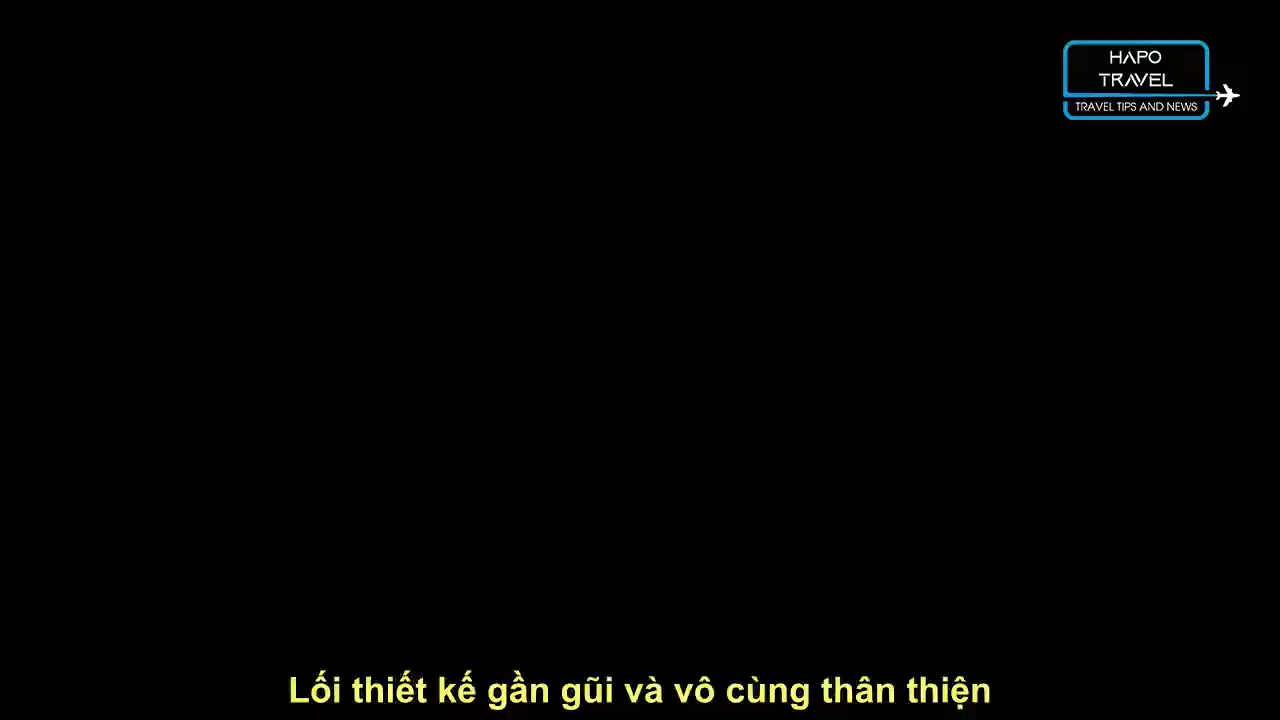 HAPO
TRAVEL
TRAVEL TIPS AND NEWS
Lối thiết kế gần gũi và vô cùng thân thiện